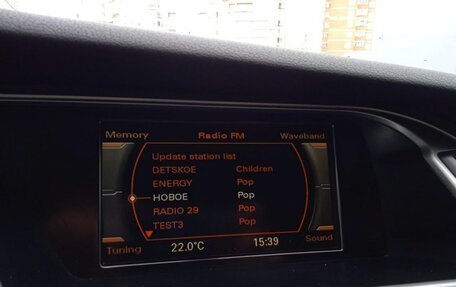 Memory Radio FM Waveband
Update station list
DETSKOE Children
ENERGY Pop
HOBOE Pop
RADIO 29 Pop
TEST3 Pop
Tuning 22.0°C 15:39 Sound